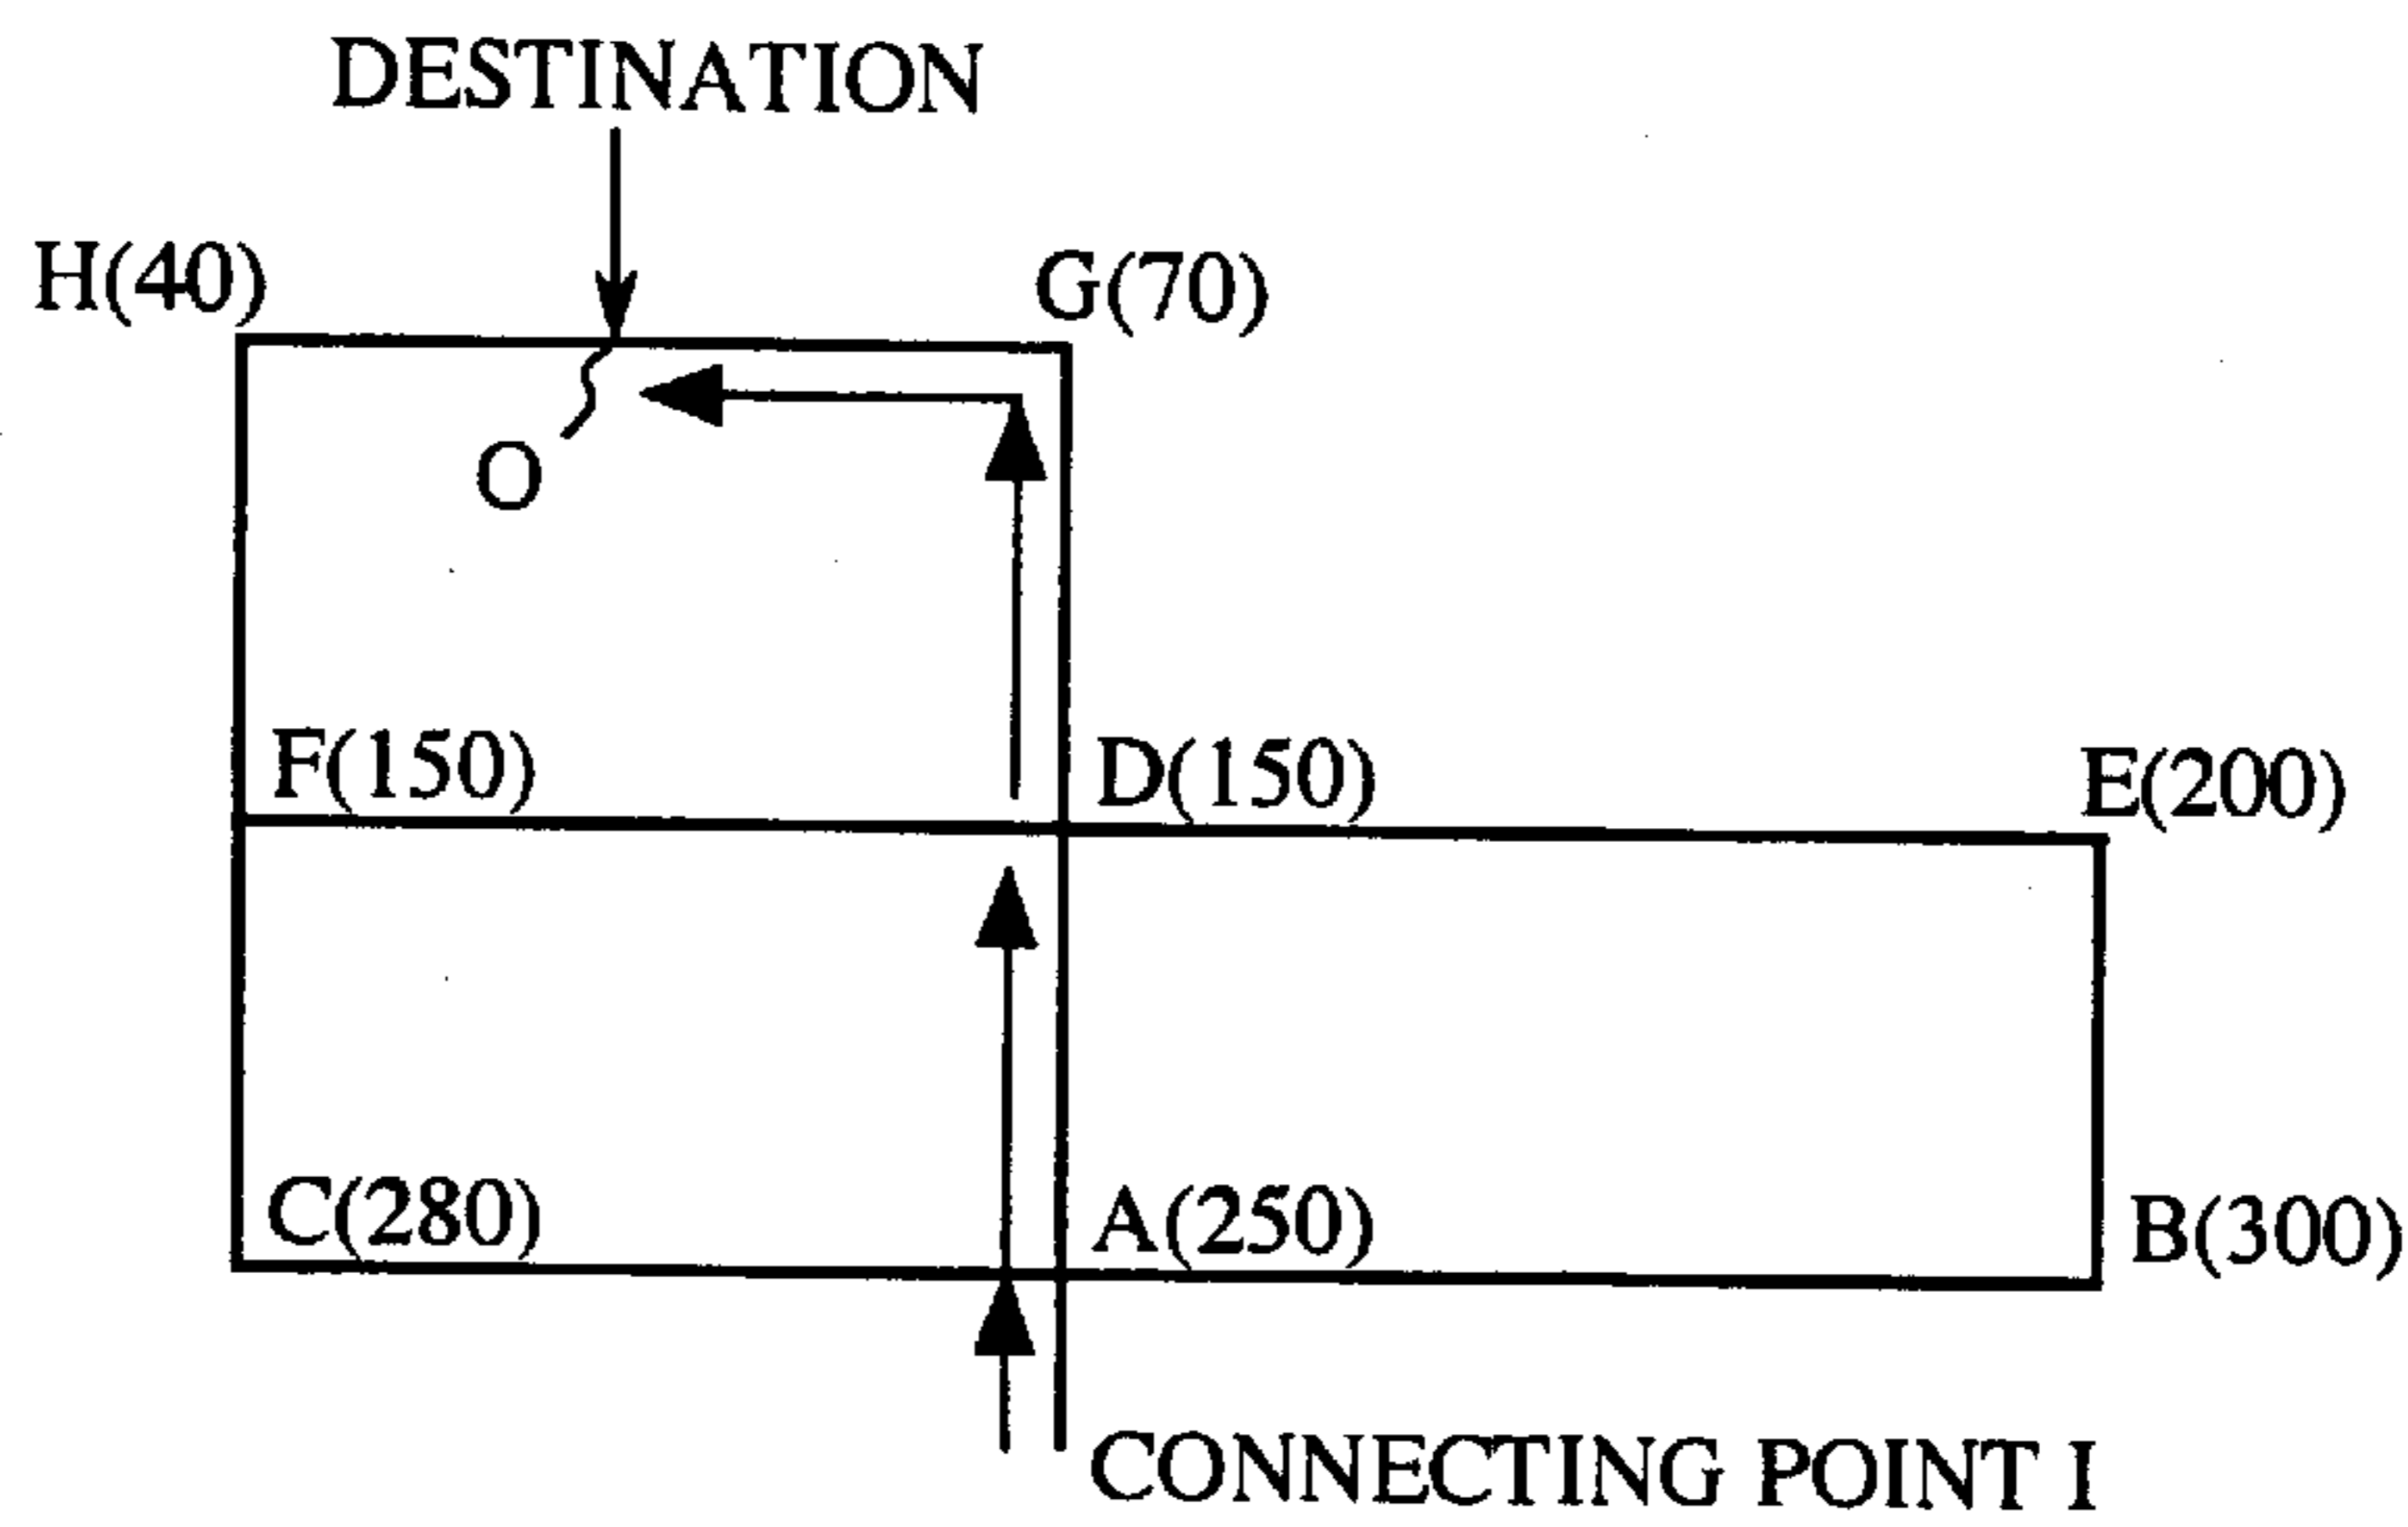 DESTINATION
H(40)
G(70)
O
F(150)
D(150)
E(200)
C(280)
A(250)
B(300)
CONNECTING POINT I